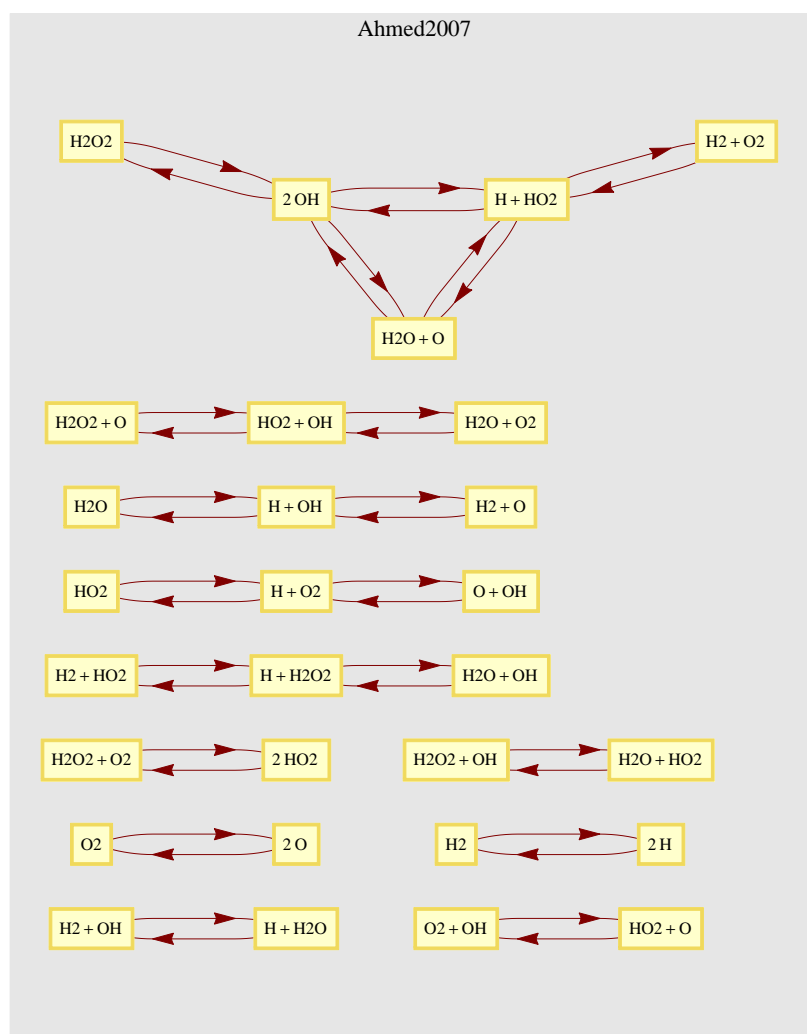 Ahmed2007
H2O2
H2 + O2
2 OH
H + HO2
H2O + O
H2O2 + O
HO2 + OH
H2O + O2
H2O
H + OH
H2 + O
HO2
H + O2
O + OH
H2 + HO2
H + H2O2
H2O + OH
H2O2 + O2
2 HO2
H2O2 + OH
H2O + HO2
O2
2 O
H2
2 H
H2 + OH
H + H2O
O2 + OH
HO2 + O